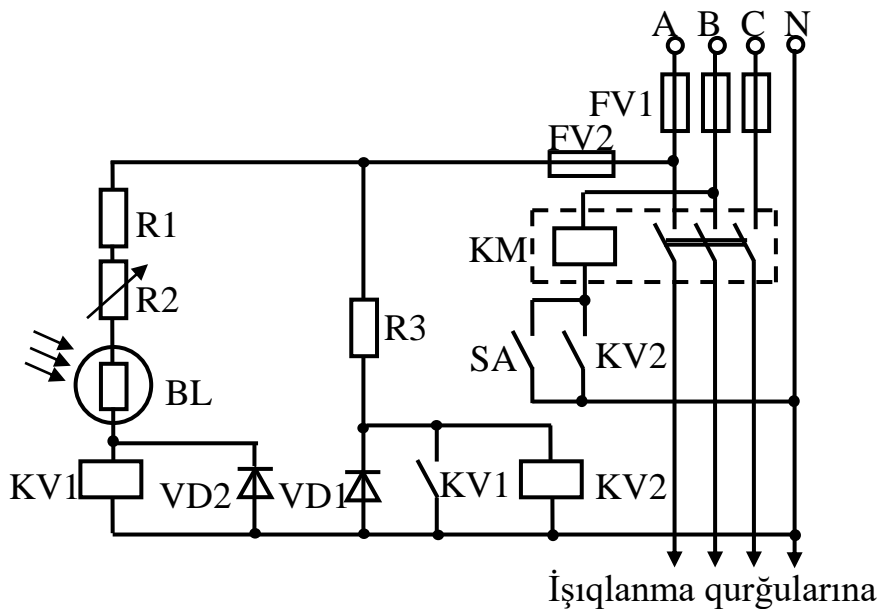 A B C N
FV1
FV2
R1
KM
R2
R3
SA KV2
BL
KV1 VD2 VD1 KV1 KV2
İşıqlanma qurğularına